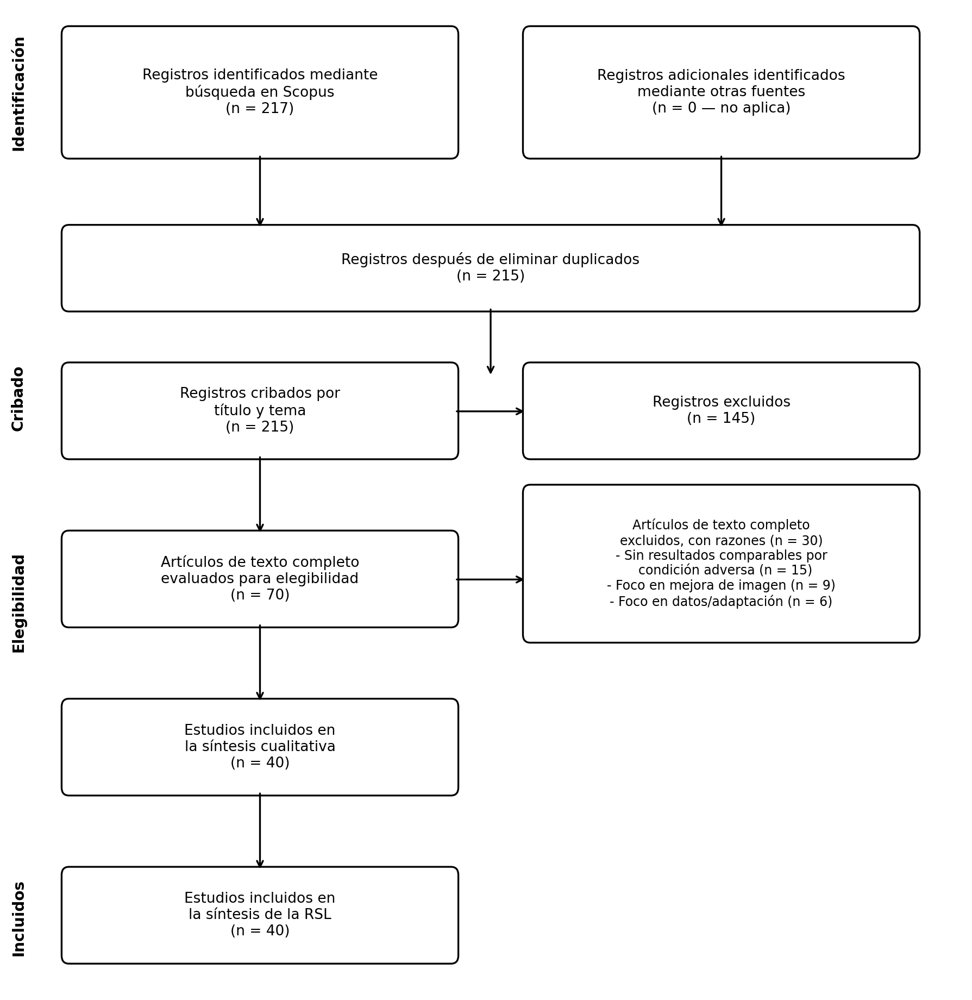 Identificación
Registros identificados mediante
búsqueda en Scopus
(n = 217)
Registros adicionales identificados
mediante otras fuentes
(n = 0 — no aplica)
Registros después de eliminar duplicados
(n = 215)
Cribado
Registros cribados por
título y tema
(n = 215)
Registros excluidos
(n = 145)
Elegibilidad
Artículos de texto completo
evaluados para elegibilidad
(n = 70)
Artículos de texto completo
excluidos, con razones (n = 30)
- Sin resultados comparables por
condición adversa (n = 15)
- Foco en mejora de imagen (n = 9)
- Foco en datos/adaptación (n = 6)
Estudios incluidos en
la síntesis cualitativa
(n = 40)
Incluidos
Estudios incluidos en
la síntesis de la RSL
(n = 40)